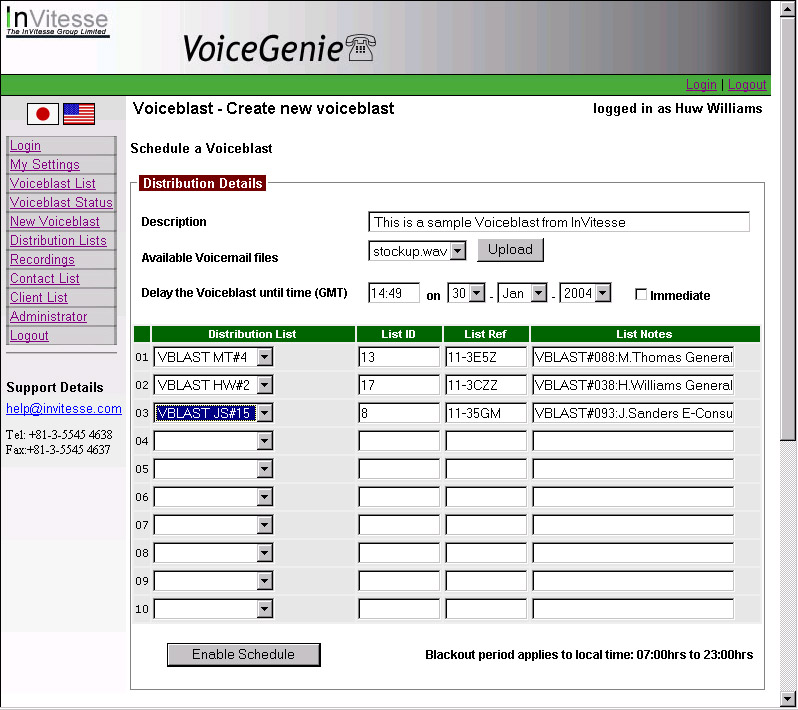 InVitesse
The InVitesse Group Limited
VoiceGenie
Login | Logout
Voiceblast - Create new voiceblast
logged in as Huw Williams
Login
My Settings
Voiceblast List
Voiceblast Status
New Voiceblast
Distribution Lists
Recordings
Contact List
Client List
Administrator
Logout
Support Details
help@invitesse.com
Tel: +81-3-5545 4638
Fax:+81-3-5545 4637
Schedule a Voiceblast
Distribution Details
Description This is a sample Voiceblast from InVitesse
Available Voicemail files stockup.wav Upload
Delay the Voiceblast until time (GMT) 14:49 on 30 - Jan - 2004 Immediate
Distribution List List ID List Ref List Notes
01 VBLAST MT#4 13 11-3E5Z VBLAST#088:M.Thomas General
02 VBLAST HW#2 17 11-3CZZ VBLAST#038:H.Williams General
03 VBLAST JS#15 8 11-35GM VBLAST#093:J.Sanders E-Consu
04
05
06
07
08
09
10
Enable Schedule
Blackout period applies to local time: 07:00hrs to 23:00hrs